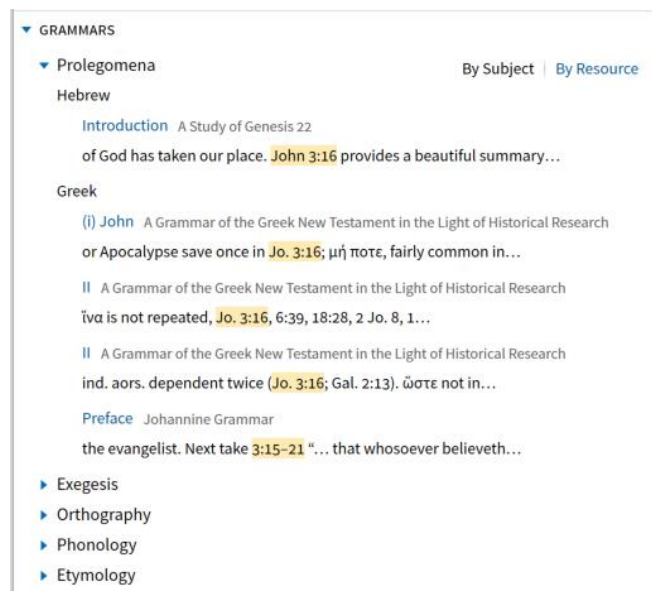 GRAMMARS
Prolegomena
By Subject | By Resource
Hebrew
Introduction A Study of Genesis 22
of God has taken our place. John 3:16 provides a beautiful summary…
Greek
(i) John A Grammar of the Greek New Testament in the Light of Historical Research
or Apocalypse save once in Jo. 3:16; μή ποτε, fairly common in…
II A Grammar of the Greek New Testament in the Light of Historical Research
ἵνα is not repeated, Jo. 3:16, 6:39, 18:28, 2 Jo. 8, 1…
II A Grammar of the Greek New Testament in the Light of Historical Research
ind. aors. dependent twice (Jo. 3:16; Gal. 2:13). ὥστε not in…
Preface Johannine Grammar
the evangelist. Next take 3:15–21 “… that whosoever believeth…
Exegesis
Orthography
Phonology
Etymology